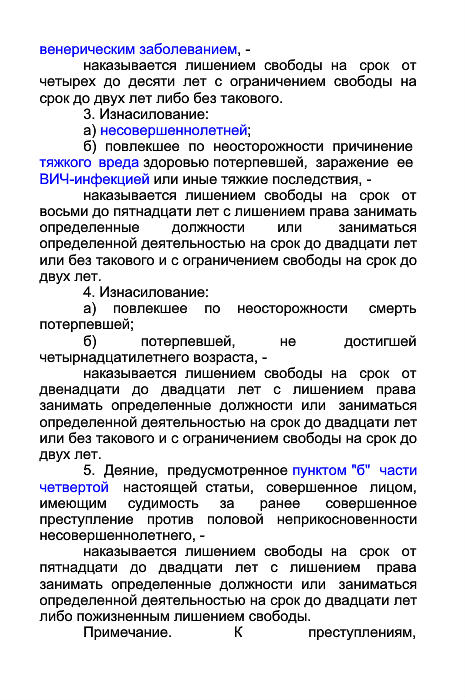 венерическим заболеванием, -
наказывается лишением свободы на срок от
четырех до десяти лет с ограничением свободы на
срок до двух лет либо без такового.
3. Изнасилование:
а) несовершеннолетней;
б) повлекшее по неосторожности причинение
тяжкого вреда здоровью потерпевшей, заражение ее
ВИЧ-инфекцией или иные тяжкие последствия, -
наказывается лишением свободы на срок от
восьми до пятнадцати лет с лишением права занимать
определенные должности или заниматься
определенной деятельностью на срок до двадцати лет
или без такового и с ограничением свободы на срок до
двух лет.
4. Изнасилование:
а) повлекшее по неосторожности смерть
потерпевшей;
б) потерпевшей, не достигшей
четырнадцатилетнего возраста, -
наказывается лишением свободы на срок от
двенадцати до двадцати лет с лишением права
занимать определенные должности или заниматься
определенной деятельностью на срок до двадцати лет
или без такового и с ограничением свободы на срок до
двух лет.
5. Деяние, предусмотренное пунктом "б" части
четвертой настоящей статьи, совершенное лицом,
имеющим судимость за ранее совершенное
преступление против половой неприкосновенности
несовершеннолетнего, -
наказывается лишением свободы на срок от
пятнадцати до двадцати лет с лишением права
занимать определенные должности или заниматься
определенной деятельностью на срок до двадцати лет
либо пожизненным лишением свободы.
Примечание. К преступлениям,